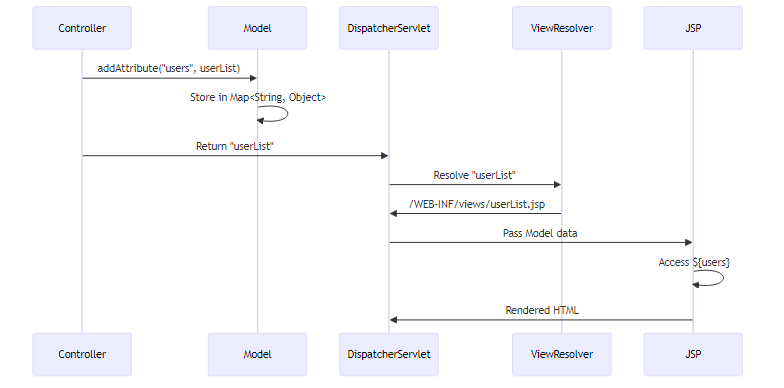 Controller
Model
DispatcherServlet
ViewResolver
JSP
addAttribute("users", userList)
Store in Map<String, Object>
Return "userList"
Resolve "userList"
/WEB-INF/views/userList.jsp
Pass Model data
Access ${users}
Rendered HTML
Controller
Model
DispatcherServlet
ViewResolver
JSP